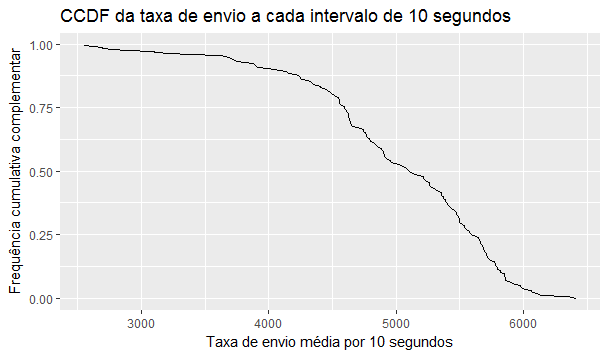 CCDF da taxa de envio a cada intervalo de 10 segundos
Frequência cumulativa complementar
1.00
0.75
0.50
0.25
0.00
3000 4000 5000 6000
Taxa de envio média por 10 segundos